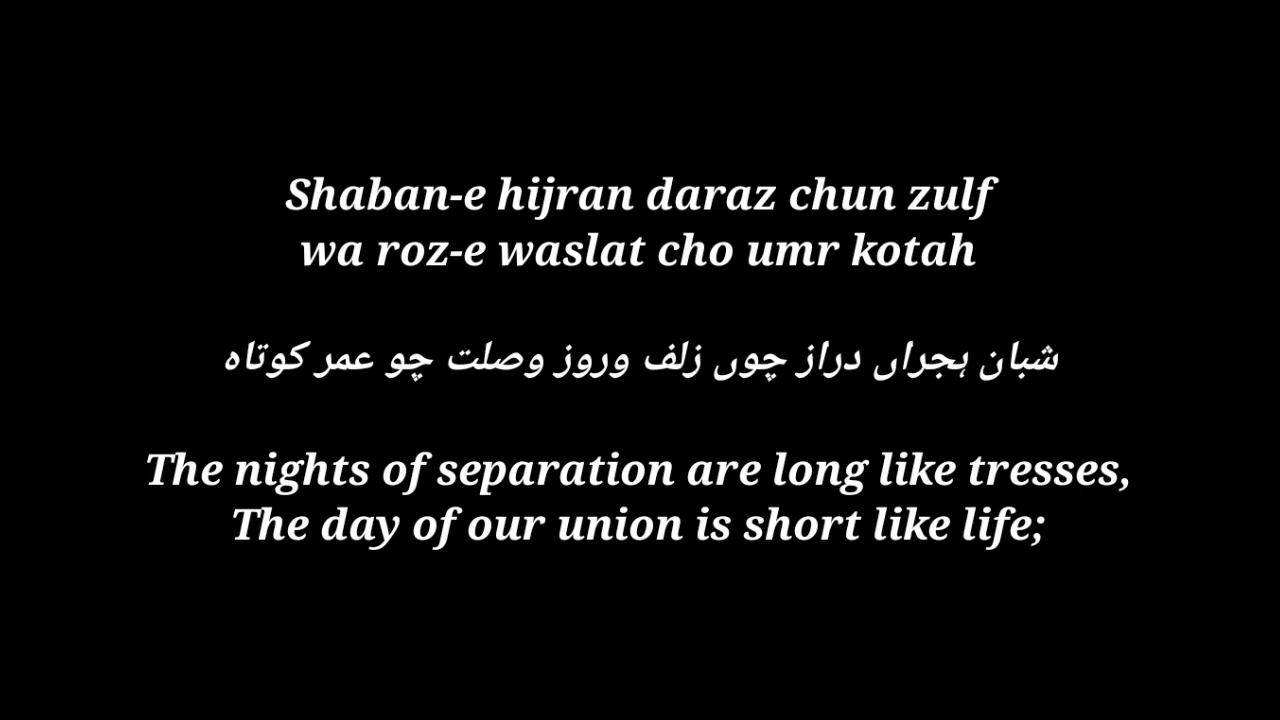 Shaban-e hijran daraz chun zulf
wa roz-e waslat cho umr kotah
شبان ہجراں دراز چوں زلف وروز وصلت چو عمر کوتاہ
The nights of separation are long like tresses,
The day of our union is short like life;